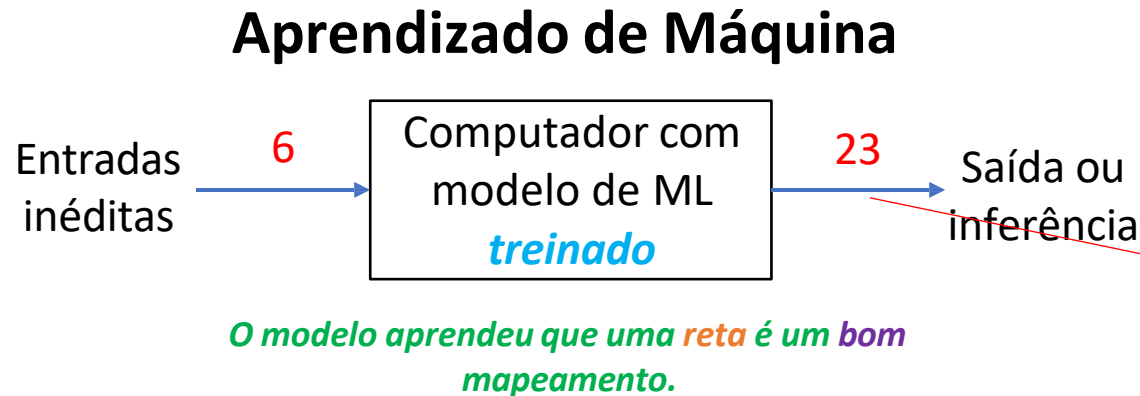 Aprendizado de Máquina
Entradas
inéditas
6
Computador com
modelo de ML
treinado
23
Saída ou
inferência
O modelo aprendeu que uma reta é um bom
mapeamento.